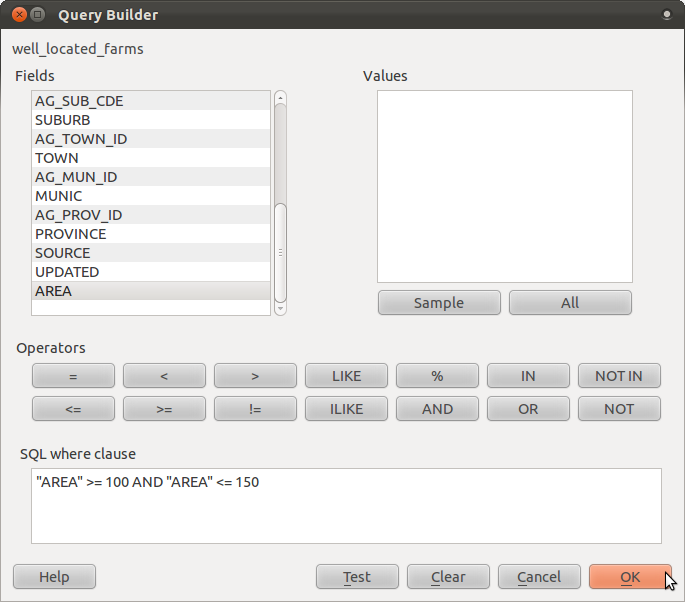 Query Builder
well_located_farms
Fields
Values
AG_SUB_CDE
SUBURB
AG_TOWN_ID
TOWN
AG_MUN_ID
MUNIC
AG_PROV_ID
PROVINCE
SOURCE
UPDATED
AREA
Sample All
Operators
= < > LIKE % IN NOT IN
<= >= != ILIKE AND OR NOT
SQL where clause
"AREA" >= 100 AND "AREA" <= 150
Help Test Clear Cancel OK